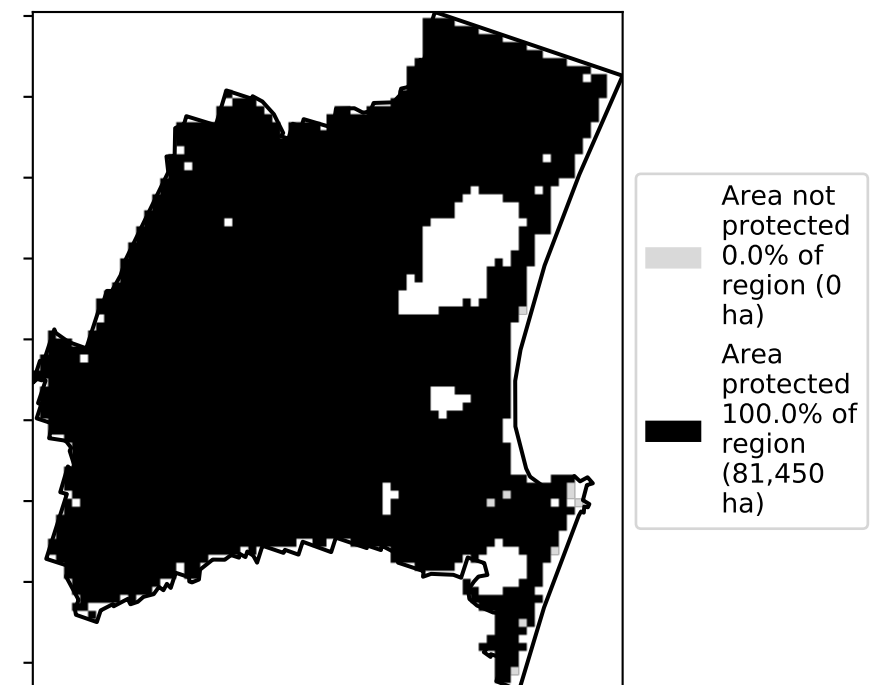 Area not
protected
0.0% of
region (0
ha)
Area
protected
100.0% of
region
(81,450
ha)